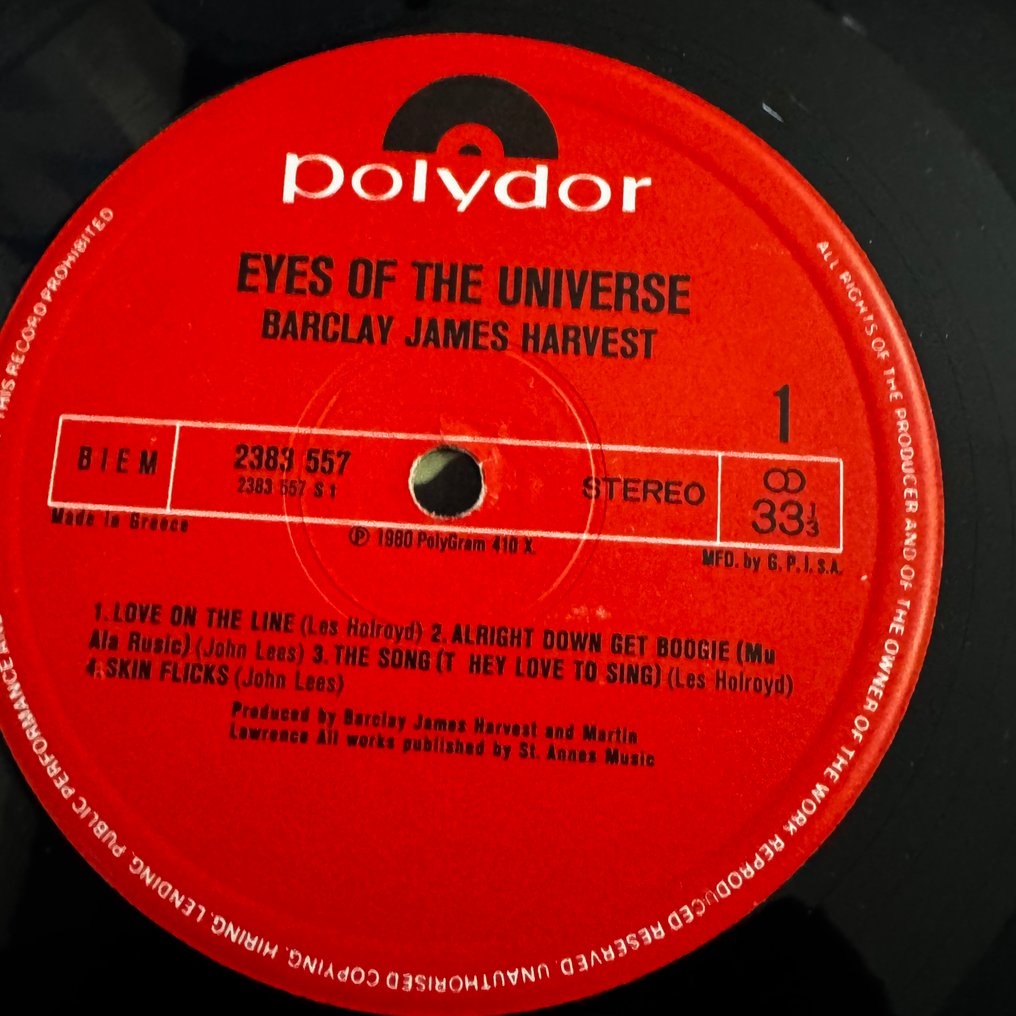 polydor
EYES OF THE UNIVERSE
BARCLAY JAMES HARVEST
1
BIEM
2383 557
2383 557 S 1
STEREO
33 1/3
Made in Greece
℗ 1980 PolyGram 410 X.
MFD. by G. P. I. S.A.
1. LOVE ON THE LINE (Les Holroyd) 2. ALRIGHT DOWN GET BOOGIE (Mu
Ala Rusic) (John Lees) 3. THE SONG (T HEY LOVE TO SING) (Les Holroyd)
4. SKIN FLICKS (John Lees)
Produced by Barclay James Harvest and Martin
Lawrence All works published by St. Annes Music
ALL RIGHTS OF THE PRODUCER AND OF THE OWNER OF THE WORK REPRODUCED RESERVED. UNAUTHORISED COPYING. HIRING. LENDING. PUBLIC PERFORMANCE AND THIS RECORD PROHIBITED